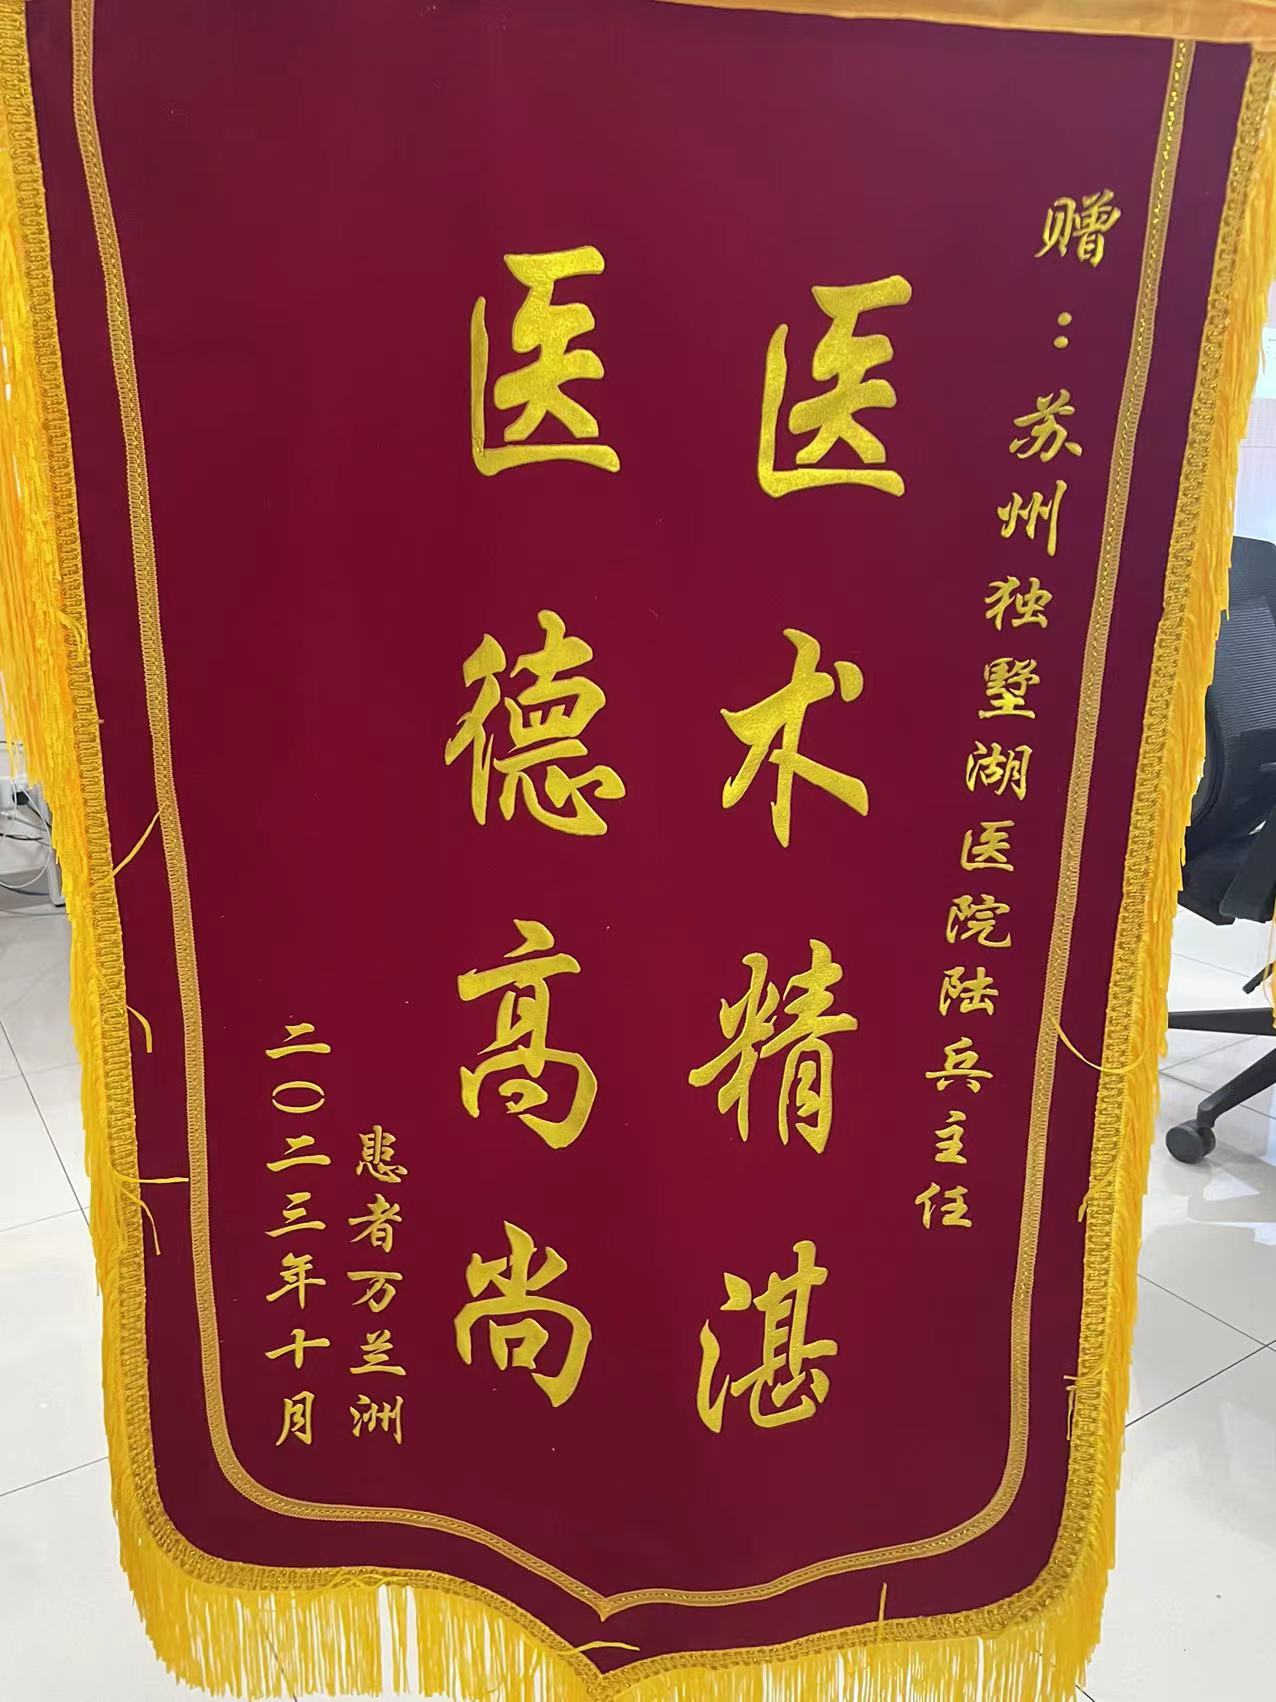 赠：苏州独墅湖医院陆兵主任
医术精湛
医德高尚
患者万兰洲
二〇二三年十月